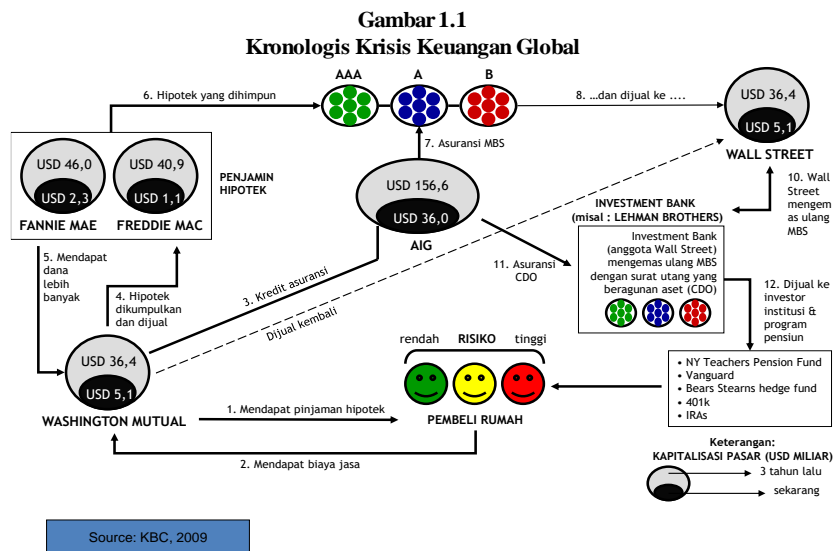 Gambar 1.1
Kronologis Krisis Keuangan Global
AAA
A
B
6. Hipotek yang dihimpun
8. ...dan dijual ke ....
USD 36,4
USD 5,1
WALL STREET
7. Asuransi MBS
USD 46,0
USD 2,3
FANNIE MAE
USD 40,9
USD 1,1
FREDDIE MAC
PENJAMIN
HIPOTEK
USD 156,6
USD 36,0
AIG
10. Wall
Street
mengem
as ulang
MBS
INVESTMENT BANK
(misal : LEHMAN BROTHERS)
Investment Bank
(anggota Wall Street)
mengemas ulang MBS
dengan surat utang yang
beragunan aset (CDO)
11. Asuransi
CDO
5. Mendapat
dana
lebih
banyak
4. Hipotek
dikumpulkan
dan dijual
3. Kredit asuransi
Dijual kembali
12. Dijual ke
investor
institusi &
program
pensiun
rendah RISIKO tinggi
PEMBELI RUMAH
USD 36,4
USD 5,1
WASHINGTON MUTUAL
1. Mendapat pinjaman hipotek
2. Mendapat biaya jasa
• NY Teachers Pension Fund
• Vanguard
• Bears Stearns hedge fund
• 401k
• IRAs
Keterangan:
KAPITALISASI PASAR (USD MILIAR)
3 tahun lalu
sekarang
Source: KBC, 2009